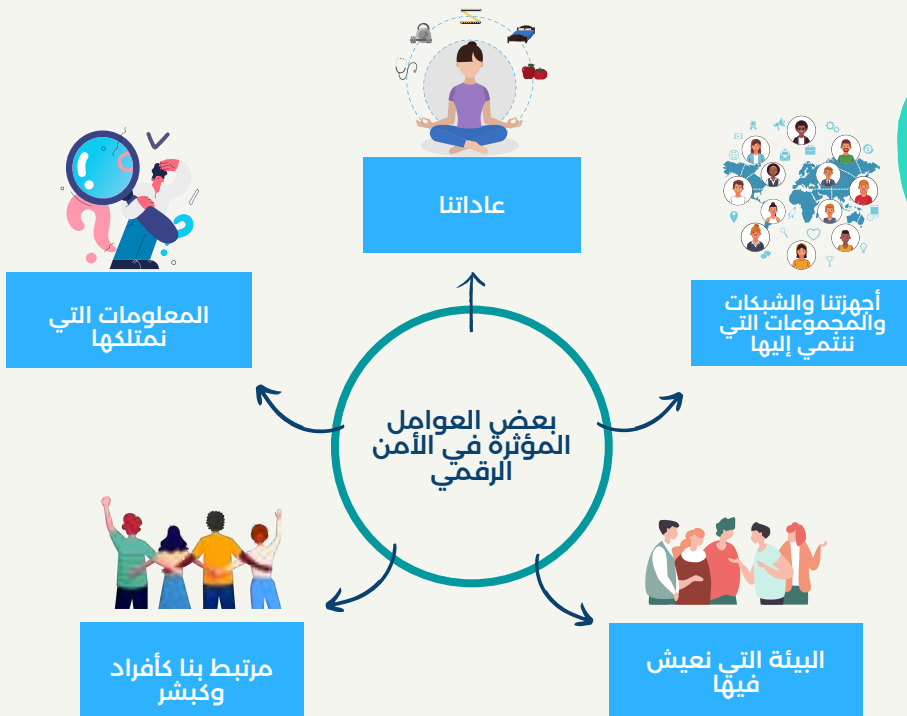 عاداتنا
أجهزتنا والشبكات
والمجموعات التي
ننتمي إليها
المعلومات التي
نمتلكها
بعض العوامل
المؤثرة في الأمن
الرقمي
البيئة التي نعيش
فيها
مرتبط بنا كأفراد
وكبشر